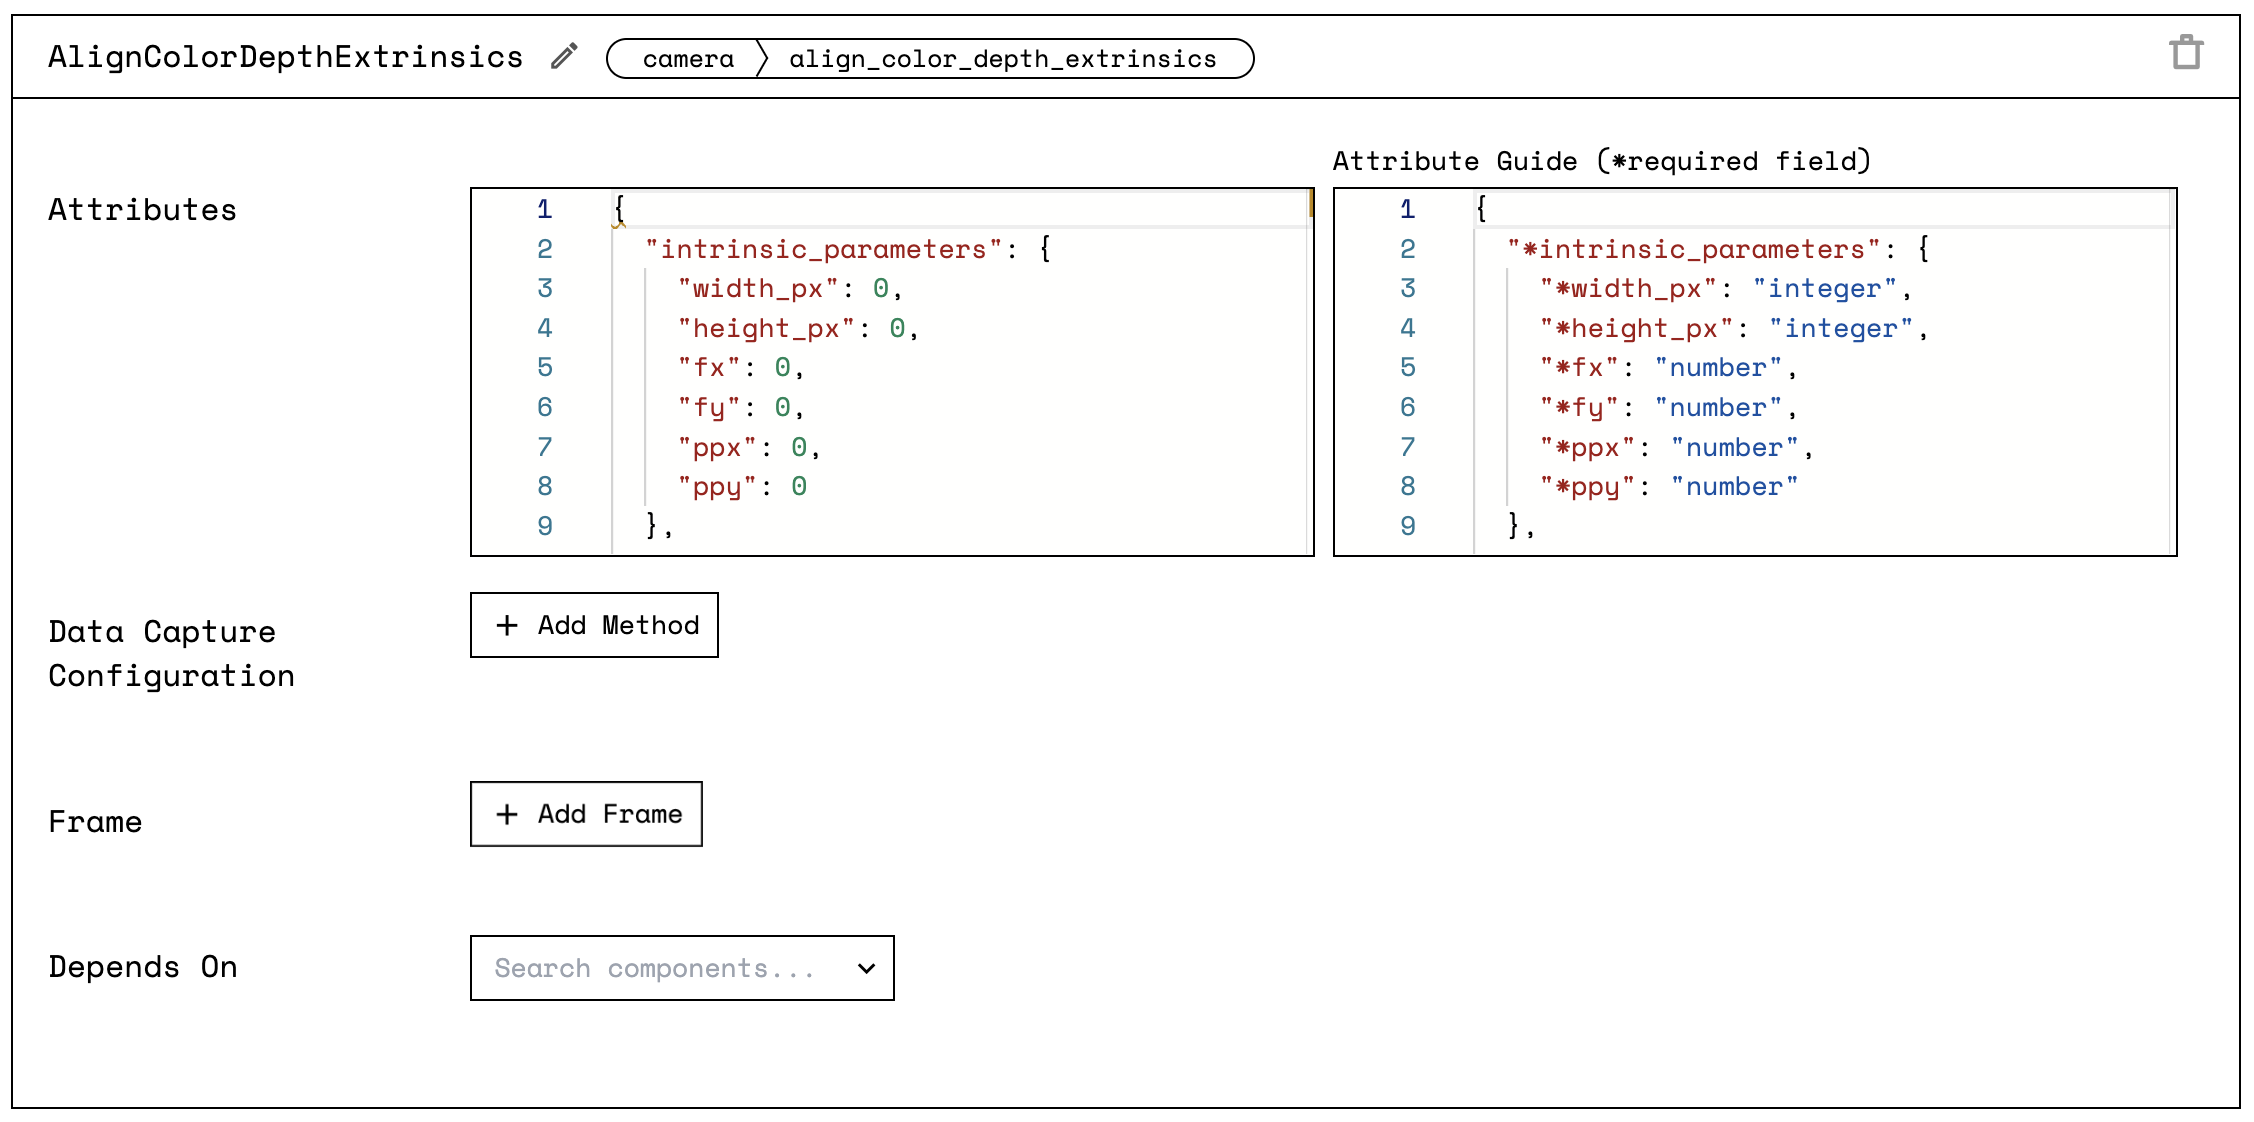 AlignColorDepthExtrinsics
camera
align_color_depth_extrinsics
Attributes
1 {
2 "intrinsic_parameters": {
3 "width_px": 0,
4 "height_px": 0,
5 "fx": 0,
6 "fy": 0,
7 "ppx": 0,
8 "ppy": 0
9 },
Attribute Guide (*required field)
1 {
2 "*intrinsic_parameters": {
3 "*width_px": "integer",
4 "*height_px": "integer",
5 "*fx": "number",
6 "*fy": "number",
7 "*ppx": "number",
8 "*ppy": "number"
9 },
Data Capture
Configuration
+ Add Method
Frame
+ Add Frame
Depends On
Search components...